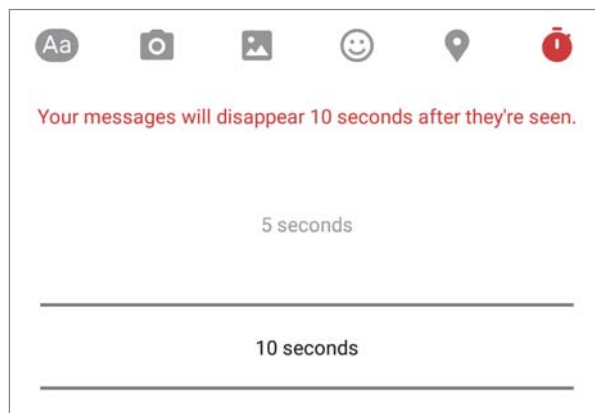 Aa
Your messages will disappear 10 seconds after they're seen.
5 seconds
10 seconds